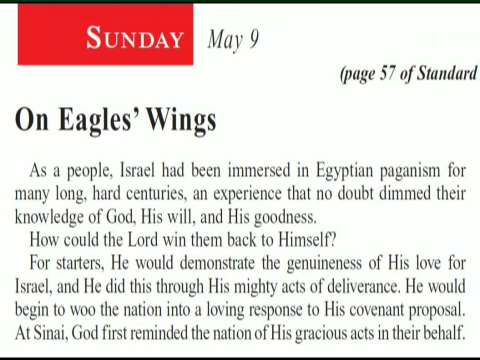 SUNDAY May 9
(page 57 of Standard
On Eagles' Wings
As a people, Israel had been immersed in Egyptian paganism for
many long, hard centuries, an experience that no doubt dimmed their
knowledge of God, His will, and His goodness.
How could the Lord win them back to Himself?
For starters, He would demonstrate the genuineness of His love for
Israel, and He did this through His mighty acts of deliverance. He would
begin to woo the nation into a loving response to His covenant proposal.
At Sinai, God first reminded the nation of His gracious acts in their behalf.